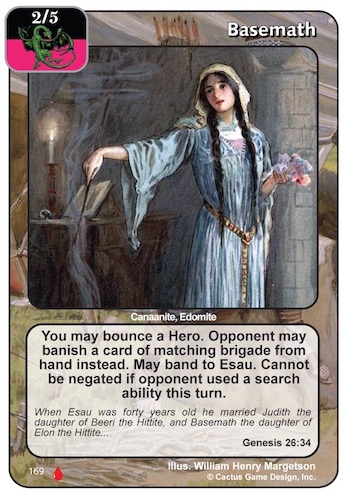 2/5
Basemath
Canaanite, Edomite
You may bounce a Hero. Opponent may
banish a card of matching brigade from
hand instead. May band to Esau. Cannot
be negated if opponent used a search
ability this turn.
When Esau was forty years old he married Judith the
daughter of Beeri the Hittite, and Basemath the daughter of
Elon the Hittite...
Genesis 26:34
169
Illus. William Henry Margetson
© Cactus Game Design, Inc.